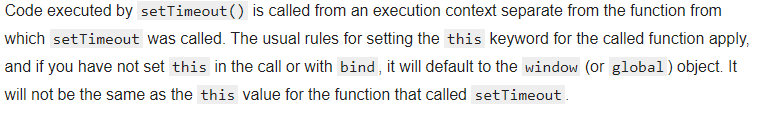 Code executed by setTimeout() is called from an execution context separate from the function from
which setTimeout was called. The usual rules for setting the this keyword for the called function apply,
and if you have not set this in the call or with bind, it will default to the window (or global) object. It
will not be the same as the this value for the function that called setTimeout.